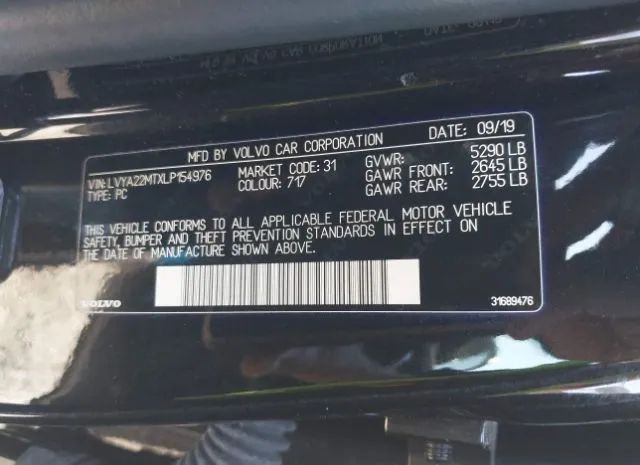 MFD BY VOLVO CAR CORPORATION DATE: 09/19
VIN: LVYA22MTXLP154976 MARKET CODE: 31 GVWR: 5290 LB
TYPE: PC COLOUR: 717 GAWR FRONT: 2645 LB
GAWR REAR: 2755 LB
THIS VEHICLE CONFORMS TO ALL APPLICABLE FEDERAL MOTOR VEHICLE
SAFETY, BUMPER AND THEFT PREVENTION STANDARDS IN EFFECT ON
THE DATE OF MANUFACTURE SHOWN ABOVE.
VOLVO 31689476